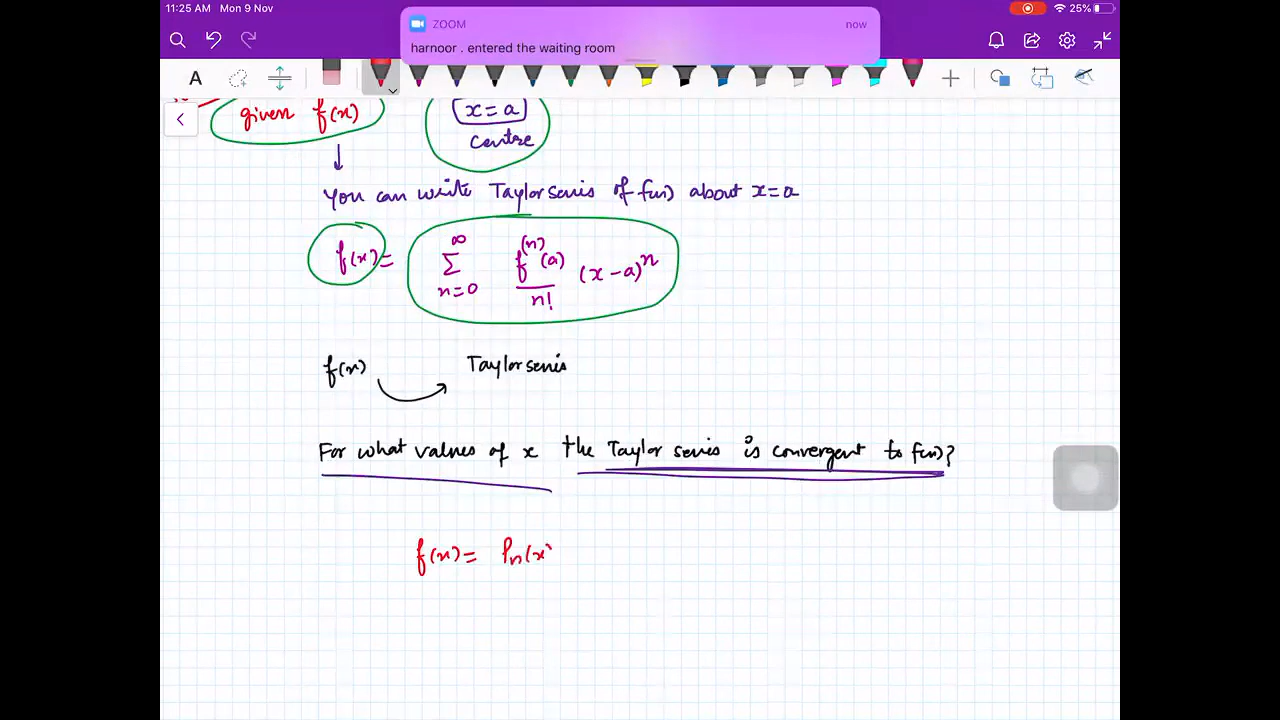 11:25 AM Mon 9 Nov
25%
ZOOM
now
harnoor . entered the waiting room
A
given f(x)
x = a
centre
You can write Taylor series of f(x) about x = a
f(x) = ∞ Σ n=0 f^(n)(a) / n! (x - a)^n
f(x) Taylor series
For what values of x the Taylor series is convergent to f(x)?
f(x) = Pn(x)